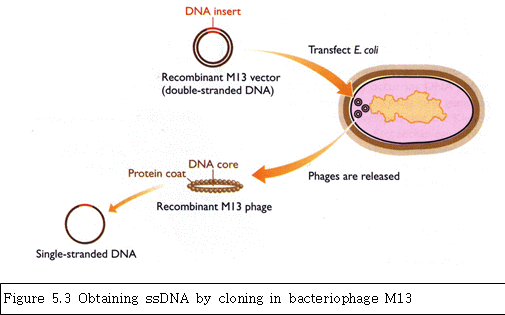 DNA insert
Recombinant M13 vector
(double-stranded DNA)
Transfect E. coli
Phages are released
DNA core
Protein coat
Recombinant M13 phage
Single-stranded DNA
Figure 5.3 Obtaining ssDNA by cloning in bacteriophage M13